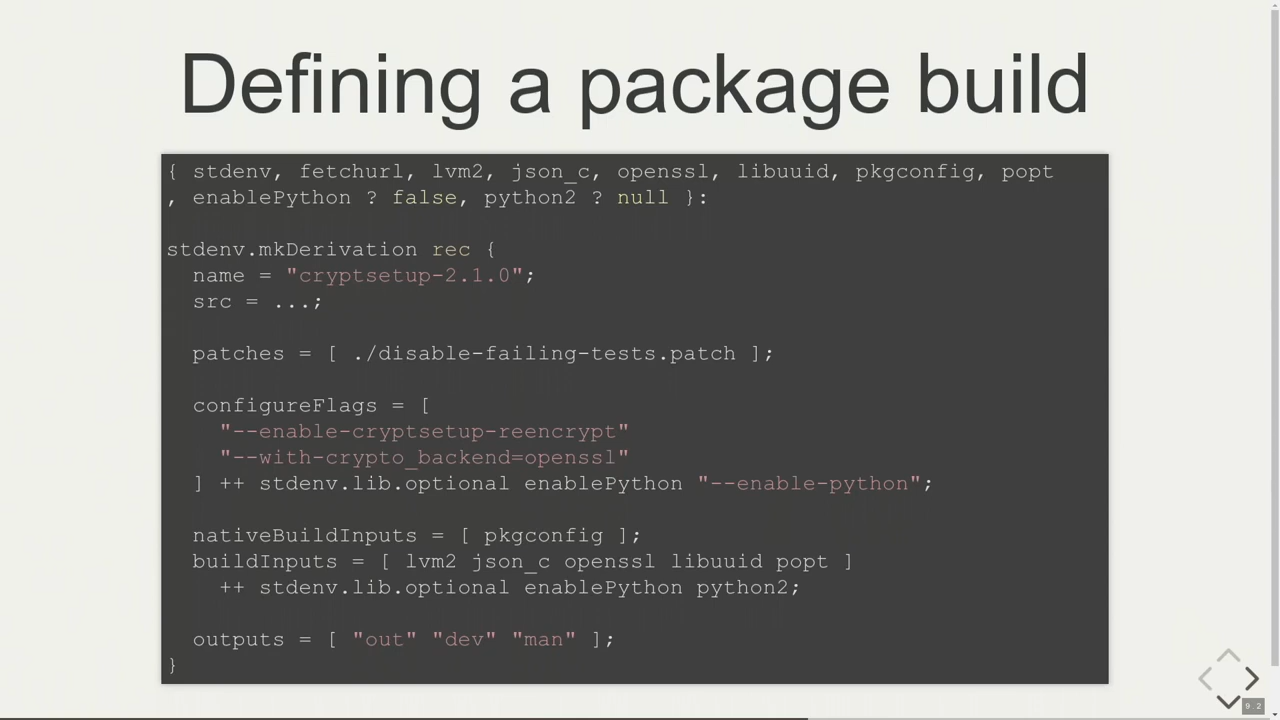 Defining a package build
{ stdenv, fetchurl, lvm2, json_c, openssl, libuuid, pkgconfig, popt
, enablePython ? false, python2 ? null }:
stdenv.mkDerivation rec {
name = "cryptsetup-2.1.0";
src = ...;
patches = [ ./disable-failing-tests.patch ];
configureFlags = [
"--enable-cryptsetup-reencrypt"
"--with-crypto_backend=openssl"
] ++ stdenv.lib.optional enablePython "--enable-python";
nativeBuildInputs = [ pkgconfig ];
buildInputs = [ lvm2 json_c openssl libuuid popt ]
++ stdenv.lib.optional enablePython python2;
outputs = [ "out" "dev" "man" ];
}
9.2